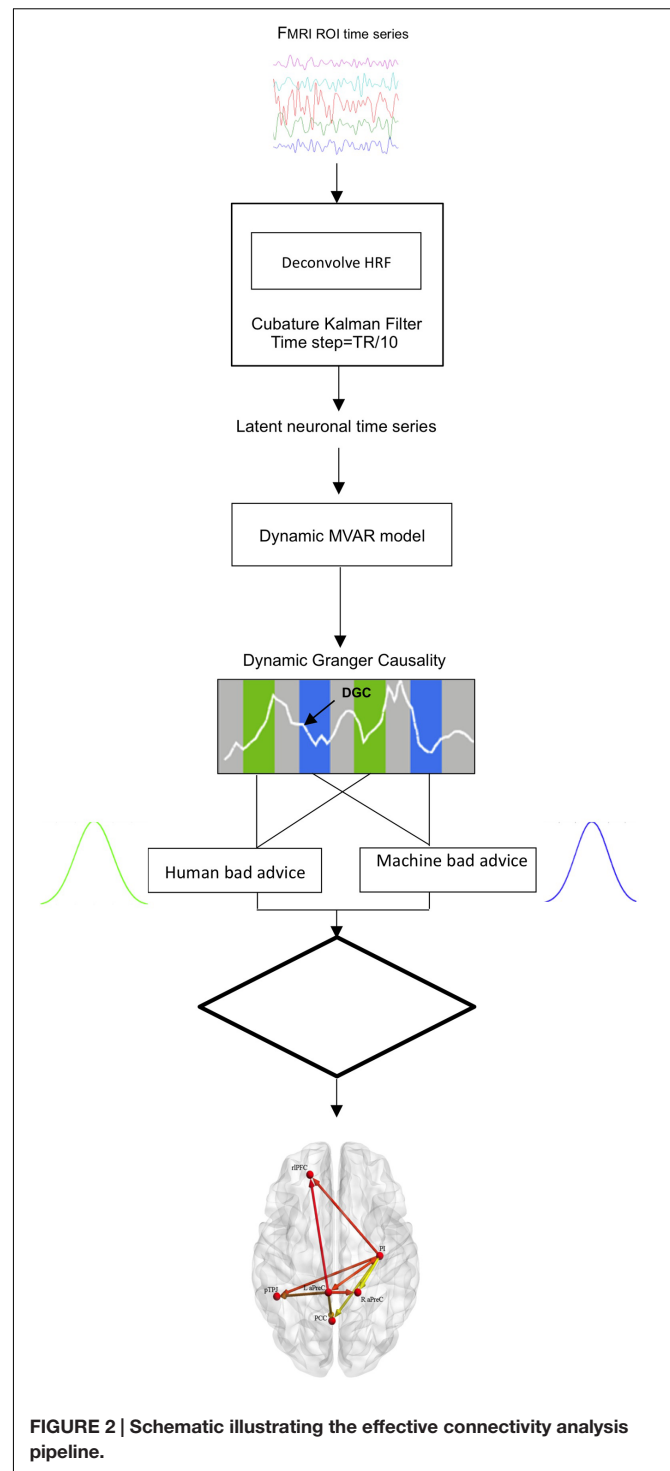 FMRI ROI time series
Deconvolve HRF
Cubature Kalman Filter
Time step=TR/10
Latent neuronal time series
Dynamic MVAR model
Dynamic Granger Causality
DGC
Human bad advice
Machine bad advice
rlPFC
PI
L aPreC
pTPJ
R aPreC
PCC
FIGURE 2 | Schematic illustrating the effective connectivity analysis
pipeline.